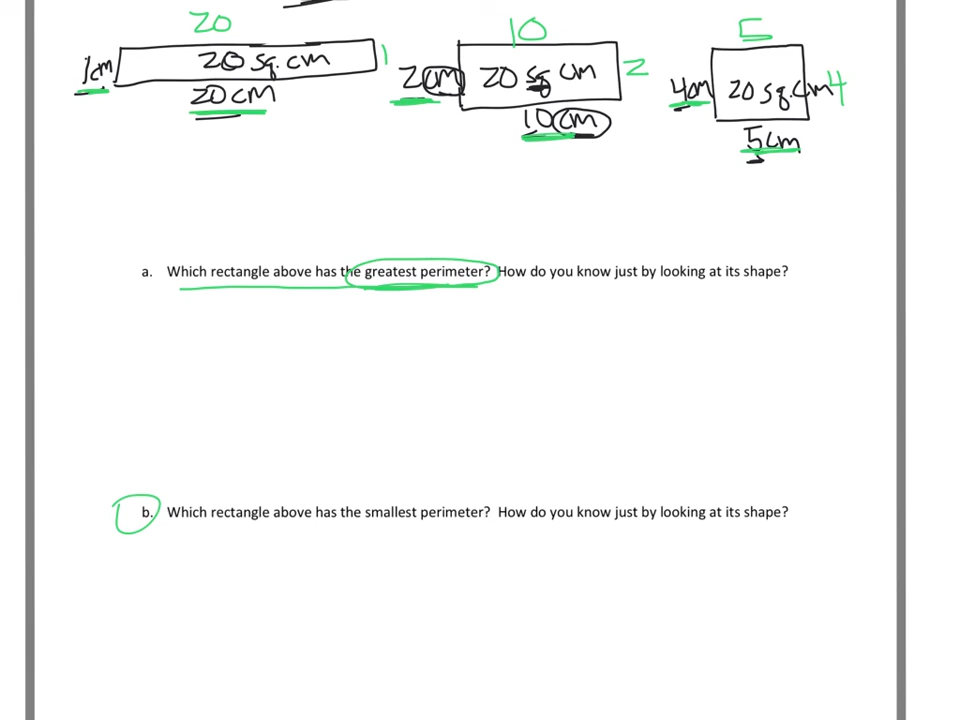 20
1cm 20 sq. cm 1
20 cm
10
2cm 20 sq cm 2
10 cm
5
4cm 20 sq. cm 4
5cm
a. Which rectangle above has the greatest perimeter? How do you know just by looking at its shape?
b. Which rectangle above has the smallest perimeter? How do you know just by looking at its shape?